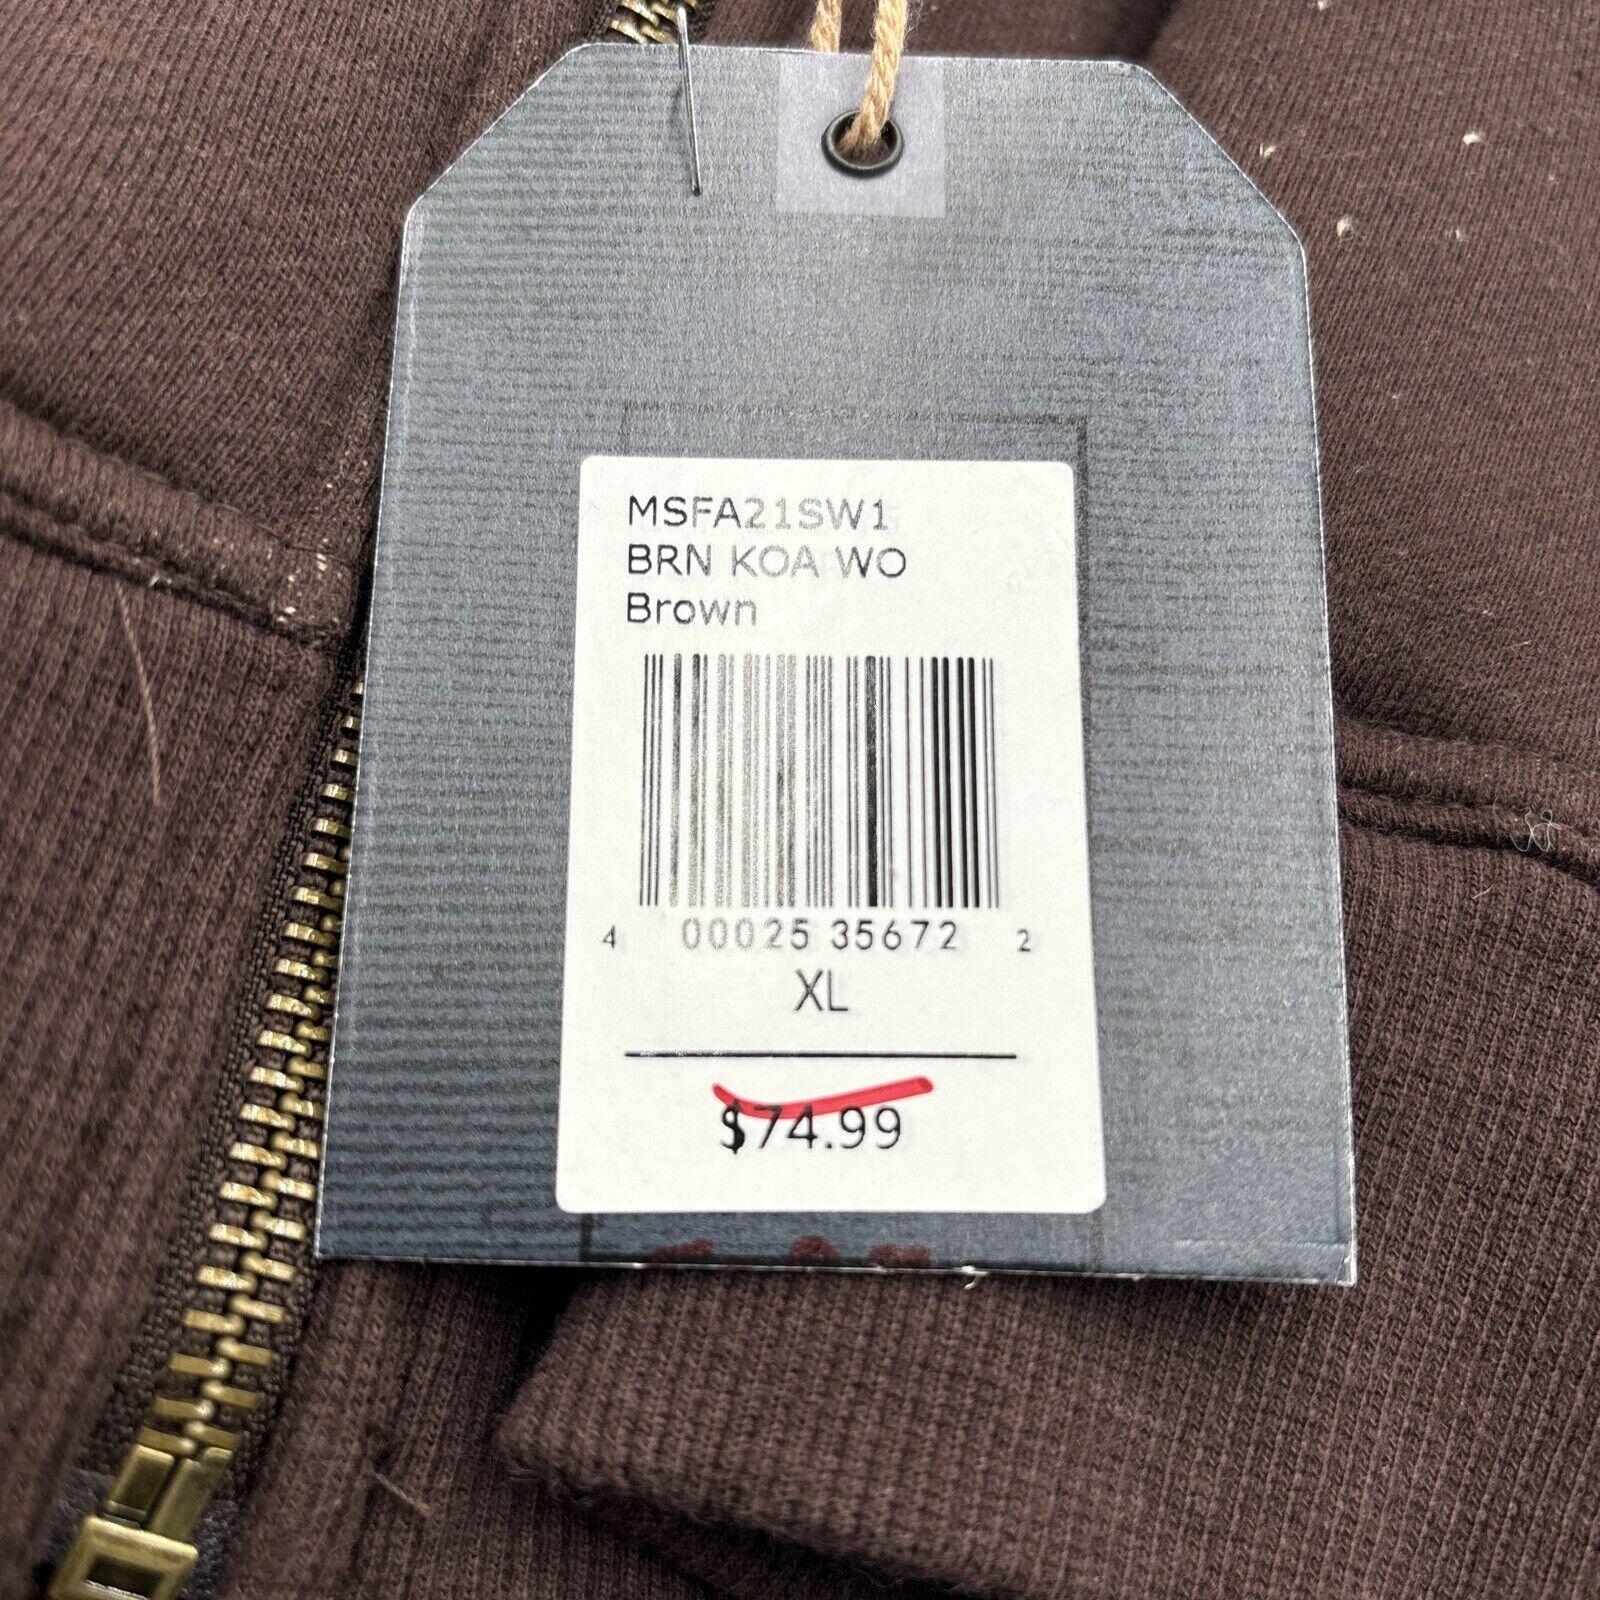 MSFA21SW1
BRN KOA WO
Brown
4 00025 35672 2
XL
$74.99